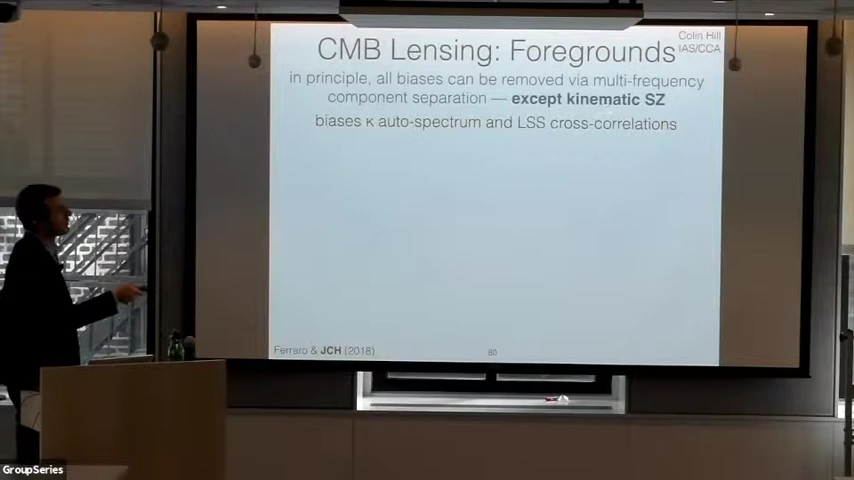 Colin Hill
IAS/CCA
CMB Lensing: Foregrounds
in principle, all biases can be removed via multi-frequency
component separation — except kinematic SZ
biases κ auto-spectrum and LSS cross-correlations
Ferraro & JCH (2018)
80
GroupSeries